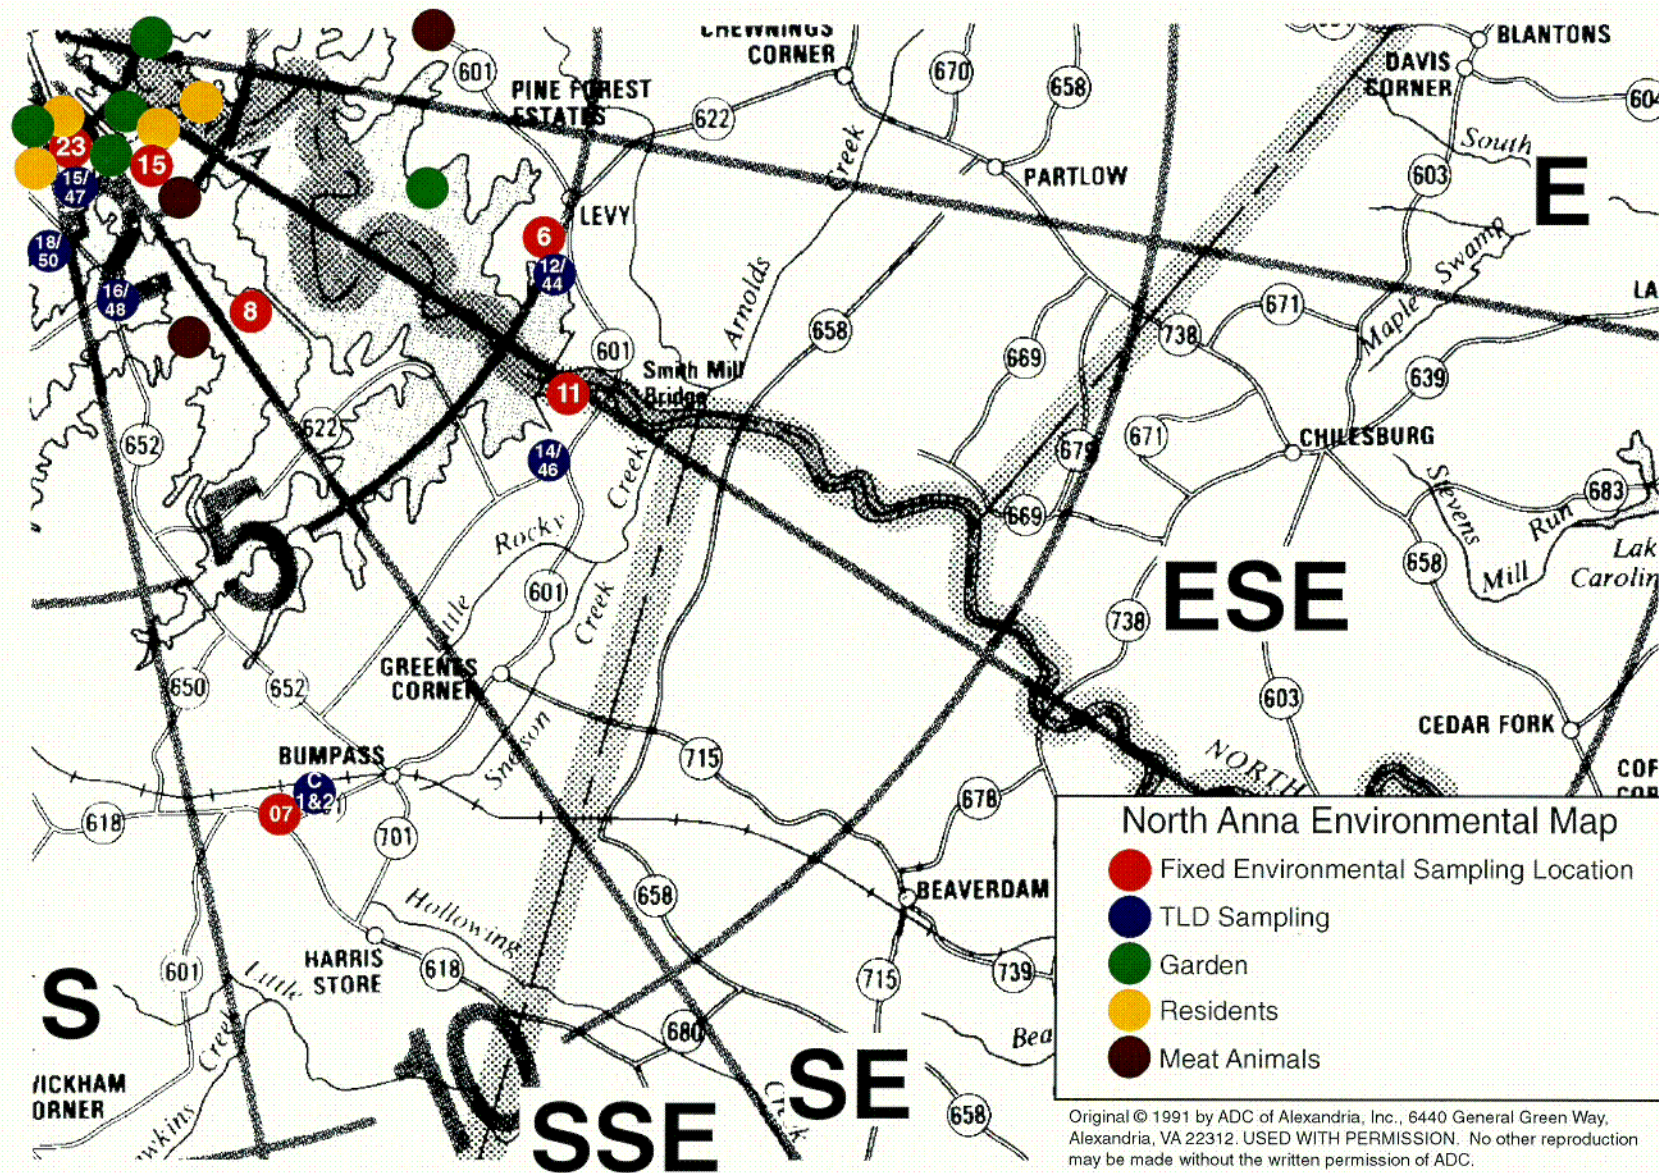 CHEWNINGS
CORNER
BLANTONS
DAVIS
CORNER
601
670
658
604
PINE FOREST
ESTATES
622
Creek
South
23
15
A
PARTLOW
603
E
15/
47
LEVY
6
18/
50
12/
44
Swamp
Maple
LA
16/
48
8
Arnolds
671
658
738
601
669
Smith Mill
Bridge
639
11
622
652
671
CHILESBURG
679
14/
46
Creek
Stevens
683
Run
5
Rocky
669
Lak
Carolin
658
Mill
601
Little
Creek
ESE
738
GREENES
CORNER
650
652
603
CEDAR FORK
Snelson
BUMPASS
715
NORTH
COF
COR
C
1&2
07
618
678
701
North Anna Environmental Map
Fixed Environmental Sampling Location
TLD Sampling
Garden
Residents
Meat Animals
658
BEAVERDAM
Hollowing
HARRIS
STORE
601
Little
618
715
739
S
Creek
10
680
Bea
SE
/ICKHAM
ORNER
SSE
658
awkins
Original © 1991 by ADC of Alexandria, Inc., 6440 General Green Way,
Alexandria, VA 22312. USED WITH PERMISSION. No other reproduction
may be made without the written permission of ADC.